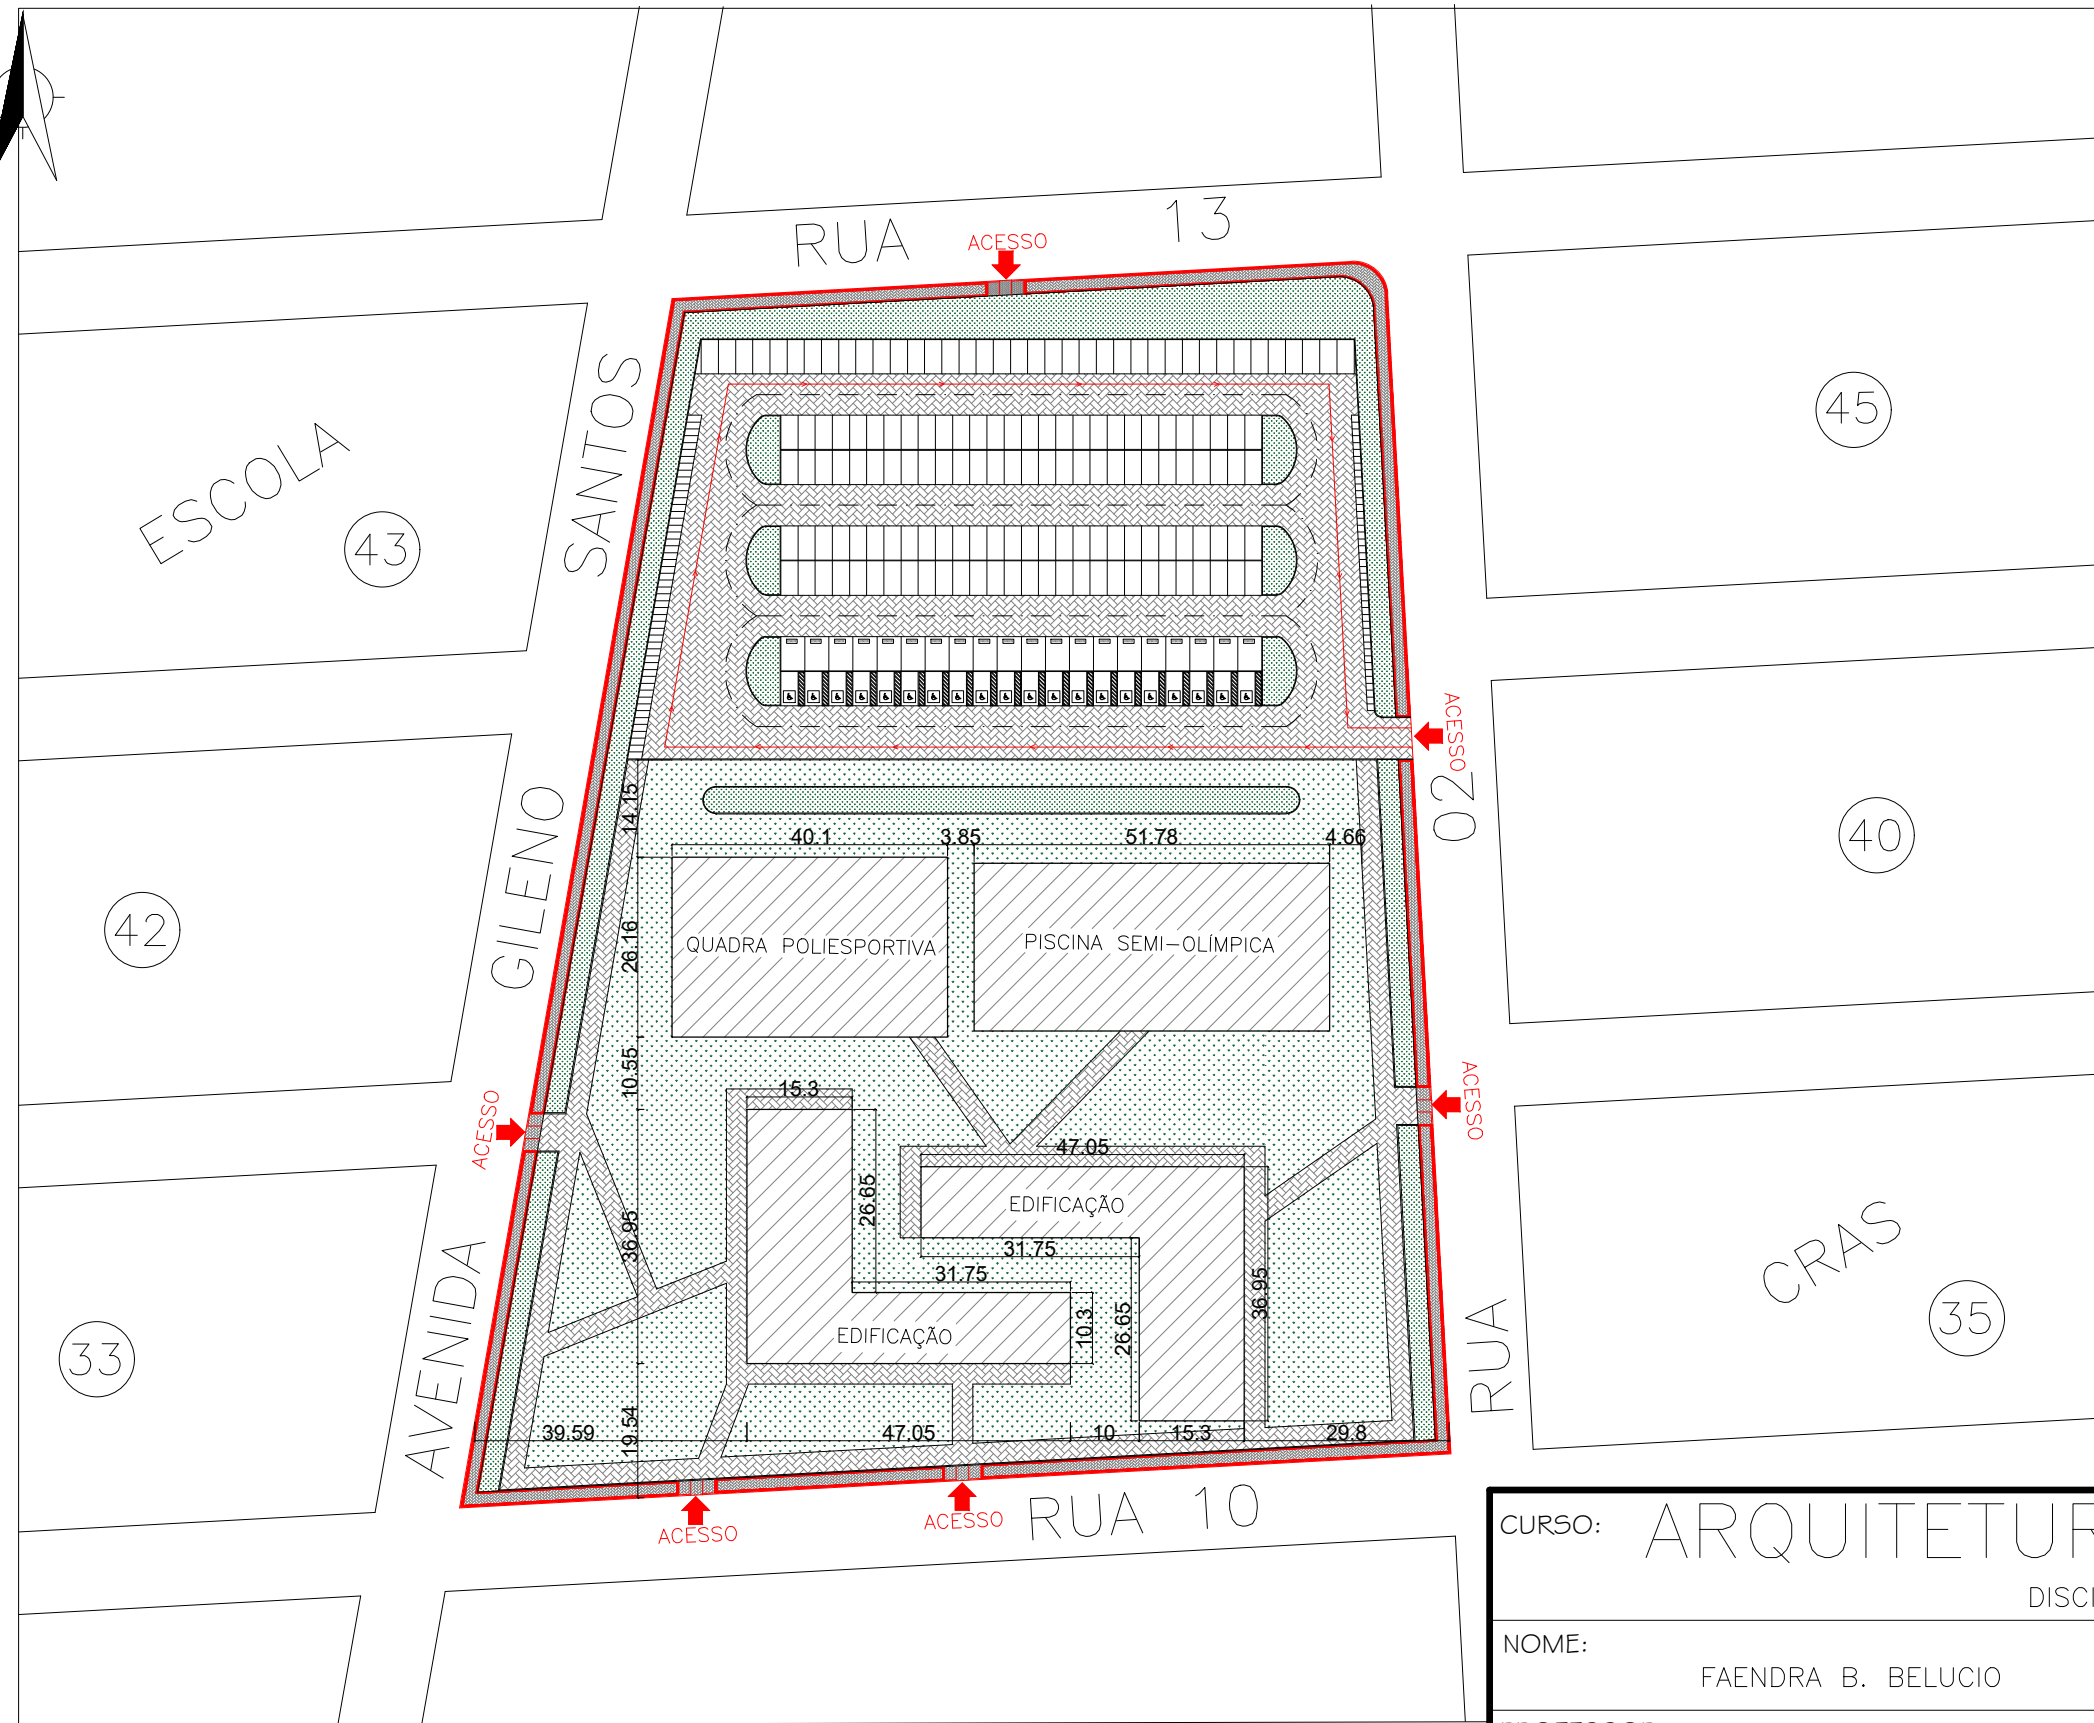 RUA 13
ACESSO
ESCOLA
43
45
AVENIDA GILENO SANTOS
ACESSO
RUA 02
14.15
40.1
3.85
51.78
4.66
40
42
26.16
QUADRA POLIESPORTIVA
PISCINA SEMI-OLÍMPICA
10.55
15.3
ACESSO
ACESSO
47.05
26.65
EDIFICAÇÃO
36.95
31.75
31.75
CRAS
35
33
EDIFICAÇÃO
10.3
26.65
36.95
39.59
19.54
47.05
10
15.3
29.8
ACESSO
ACESSO
RUA 10
CURSO:
ARQUITETUR
DISCI
NOME:
FAENDRA B. BELUCIO